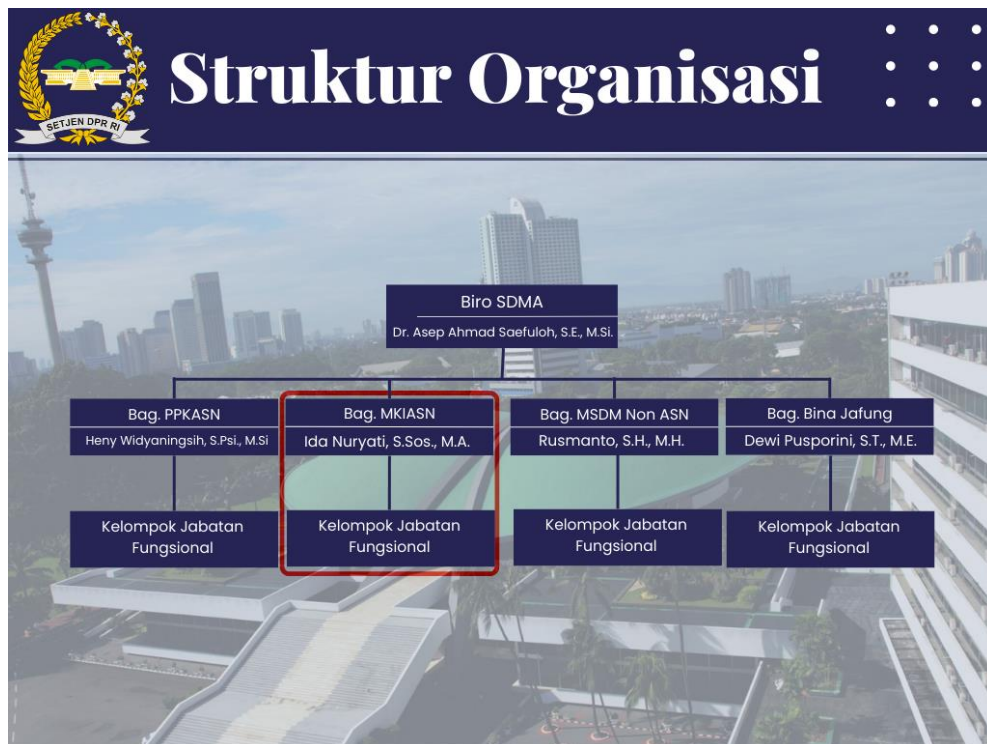 SETJEN DPR RI
Struktur Organisasi
Biro SDMA
Dr. Asep Ahmad Saefuloh, S.E., M.Si.
Bag. PPKASN
Heny Widyaningsih, S.Psi., M.Si
Bag. MKIASN
Ida Nuryati, S.Sos., M.A.
Bag. MSDM Non ASN
Rusmanto, S.H., M.H.
Bag. Bina Jafung
Dewi Pusporini, S.T., M.E.
Kelompok Jabatan
Fungsional
Kelompok Jabatan
Fungsional
Kelompok Jabatan
Fungsional
Kelompok Jabatan
Fungsional